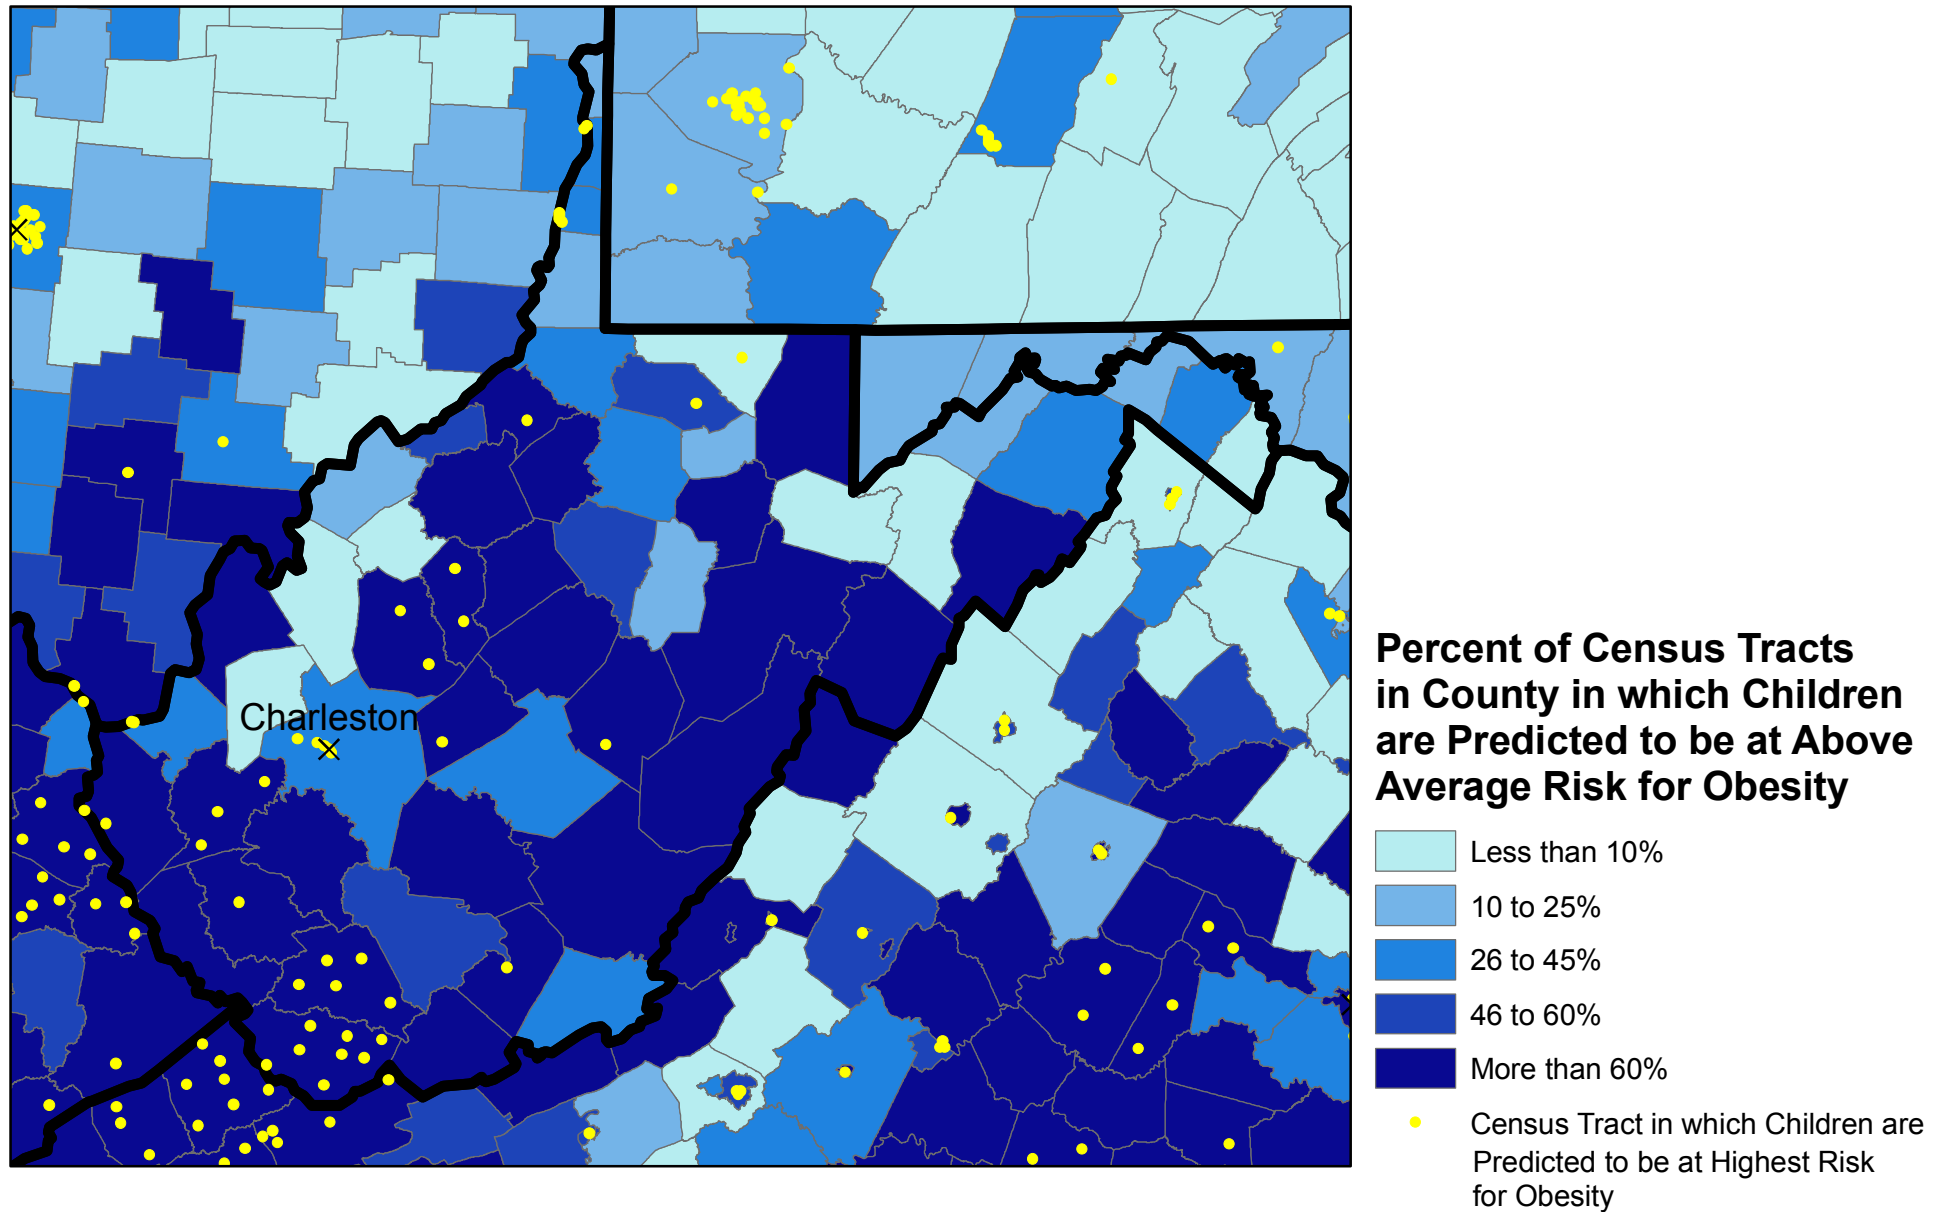 Charleston
Percent of Census Tracts
in County in which Children
are Predicted to be at Above
Average Risk for Obesity
Less than 10%
10 to 25%
26 to 45%
46 to 60%
More than 60%
Census Tract in which Children are
Predicted to be at Highest Risk
for Obesity